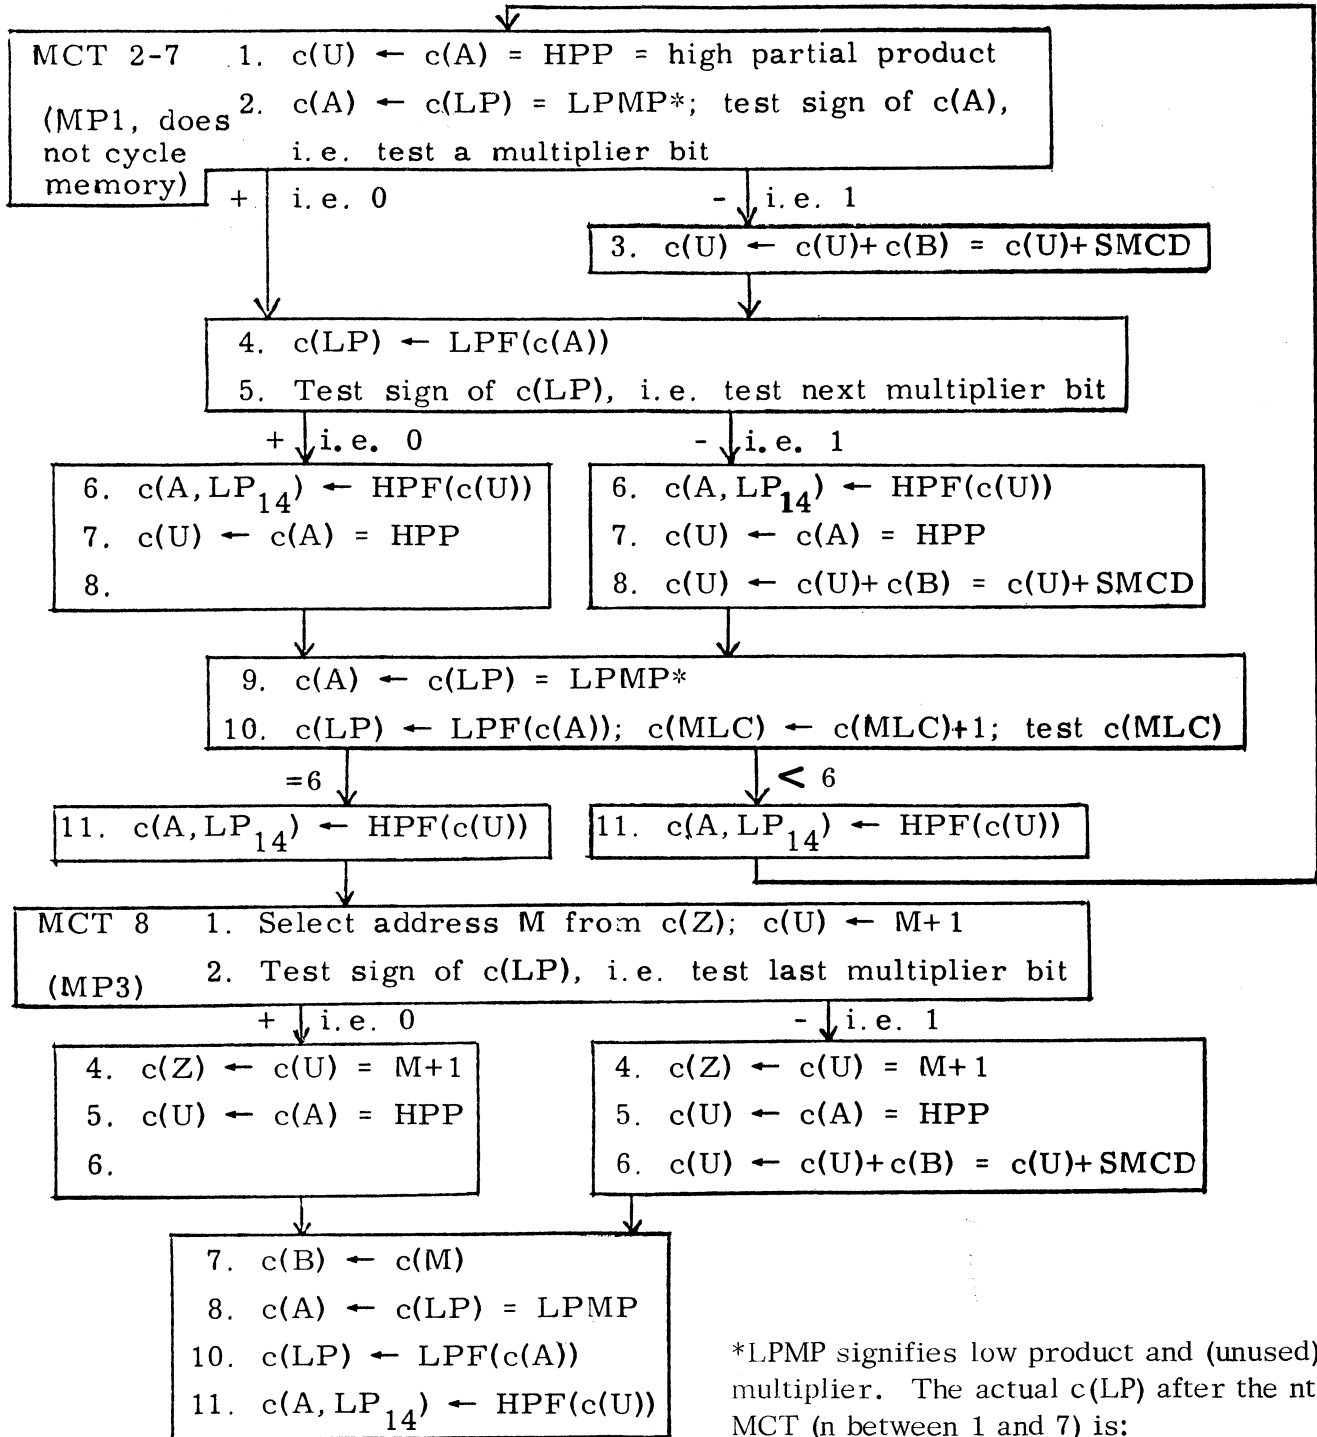 MCT 2-7 1. c(U) ← c(A) = HPP = high partial product
(MP1, does
not cycle
memory)
2. c(A) ← c(LP) = LPMP*; test sign of c(A),
i.e. test a multiplier bit
+ i.e. 0
- i.e. 1
3. c(U) ← c(U)+c(B) = c(U)+SMCD
4. c(LP) ← LPF(c(A))
5. Test sign of c(LP), i.e. test next multiplier bit
+ i.e. 0
- i.e. 1
6. c(A,LP14) ← HPF(c(U))
7. c(U) ← c(A) = HPP
8.
6. c(A,LP14) ← HPF(c(U))
7. c(U) ← c(A) = HPP
8. c(U) ← c(U)+c(B) = c(U)+SMCD
9. c(A) ← c(LP) = LPMP*
10. c(LP) ← LPF(c(A)); c(MLC) ← c(MLC)+1; test c(MLC)
=6
< 6
11. c(A,LP14) ← HPF(c(U))
11. c(A,LP14) ← HPF(c(U))
MCT 8 1. Select address M from c(Z); c(U) ← M+1
(MP3) 2. Test sign of c(LP), i.e. test last multiplier bit
+ i.e. 0
- i.e. 1
4. c(Z) ← c(U) = M+1
5. c(U) ← c(A) = HPP
6.
4. c(Z) ← c(U) = M+1
5. c(U) ← c(A) = HPP
6. c(U) ← c(U)+c(B) = c(U)+SMCD
7. c(B) ← c(M)
8. c(A) ← c(LP) = LPMP
10. c(LP) ← LPF(c(A))
11. c(A,LP14) ← HPF(c(U))
*LPMP signifies low product and (unused)
multiplier. The actual c(LP) after the nt
MCT (n between 1 and 7) is: